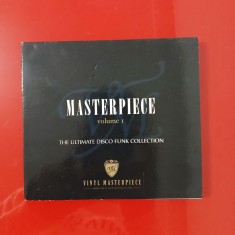 MASTERPIECE
volume 1
THE ULTIMATE DISCO FUNK COLLECTION
VINYL MASTERPIECE